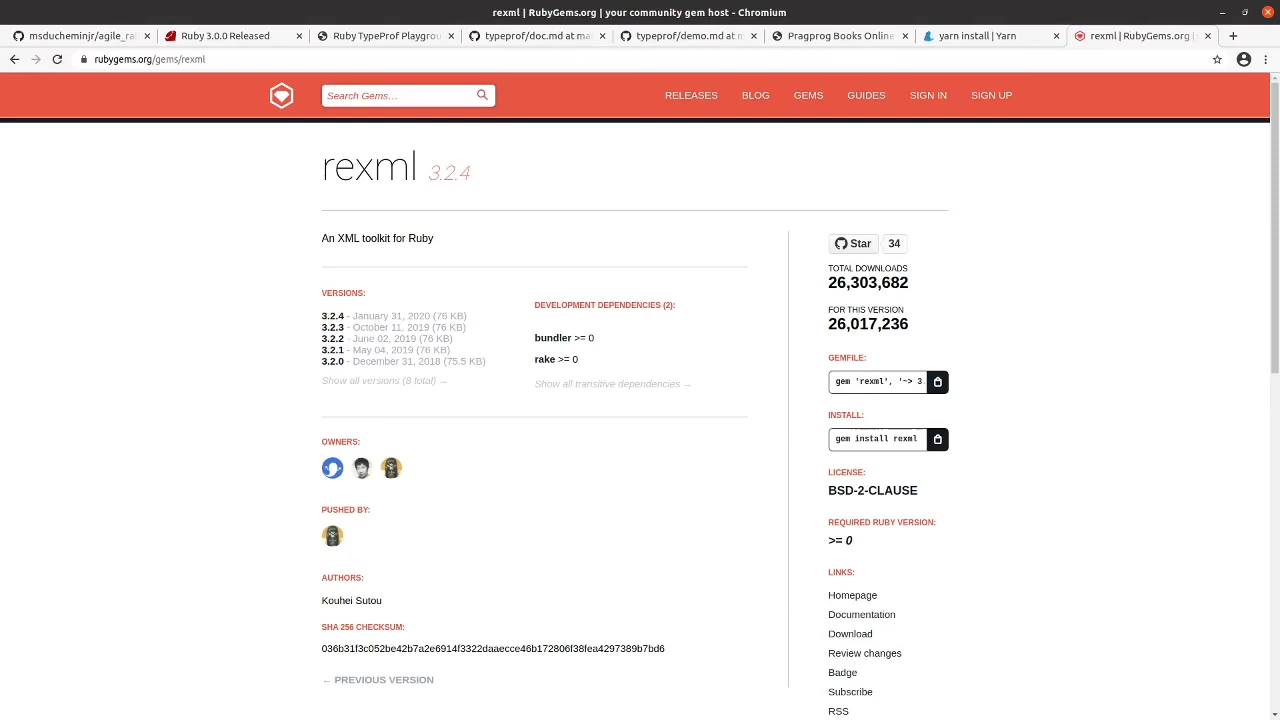 rexml | RubyGems.org | your community gem host - Chromium
msducheminjr/agile_rai
Ruby 3.0.0 Released
Ruby TypeProf Playgrou
typeprof/doc.md at ma
typeprof/demo.md at m
Pragprog Books Online
yarn install | Yarn
rexml | RubyGems.org |
rubygems.org/gems/rexml
Search Gems…
RELEASES
BLOG
GEMS
GUIDES
SIGN IN
SIGN UP
rexml 3.2.4
An XML toolkit for Ruby
VERSIONS:
3.2.4 - January 31, 2020 (76 KB)
3.2.3 - October 11, 2019 (76 KB)
3.2.2 - June 02, 2019 (76 KB)
3.2.1 - May 04, 2019 (76 KB)
3.2.0 - December 31, 2018 (75.5 KB)
Show all versions (8 total) →
DEVELOPMENT DEPENDENCIES (2):
bundler >= 0
rake >= 0
Show all transitive dependencies →
OWNERS:
PUSHED BY:
AUTHORS:
Kouhei Sutou
SHA 256 CHECKSUM:
036b31f3c052be42b7a2e6914f3322daaecce46b172806f38fea4297389b7bd6
← PREVIOUS VERSION
Star 34
TOTAL DOWNLOADS
26,303,682
FOR THIS VERSION
26,017,236
GEMFILE:
gem 'rexml', '~> 3.
INSTALL:
gem install rexml
LICENSE:
BSD-2-CLAUSE
REQUIRED RUBY VERSION:
>= 0
LINKS:
Homepage
Documentation
Download
Review changes
Badge
Subscribe
RSS